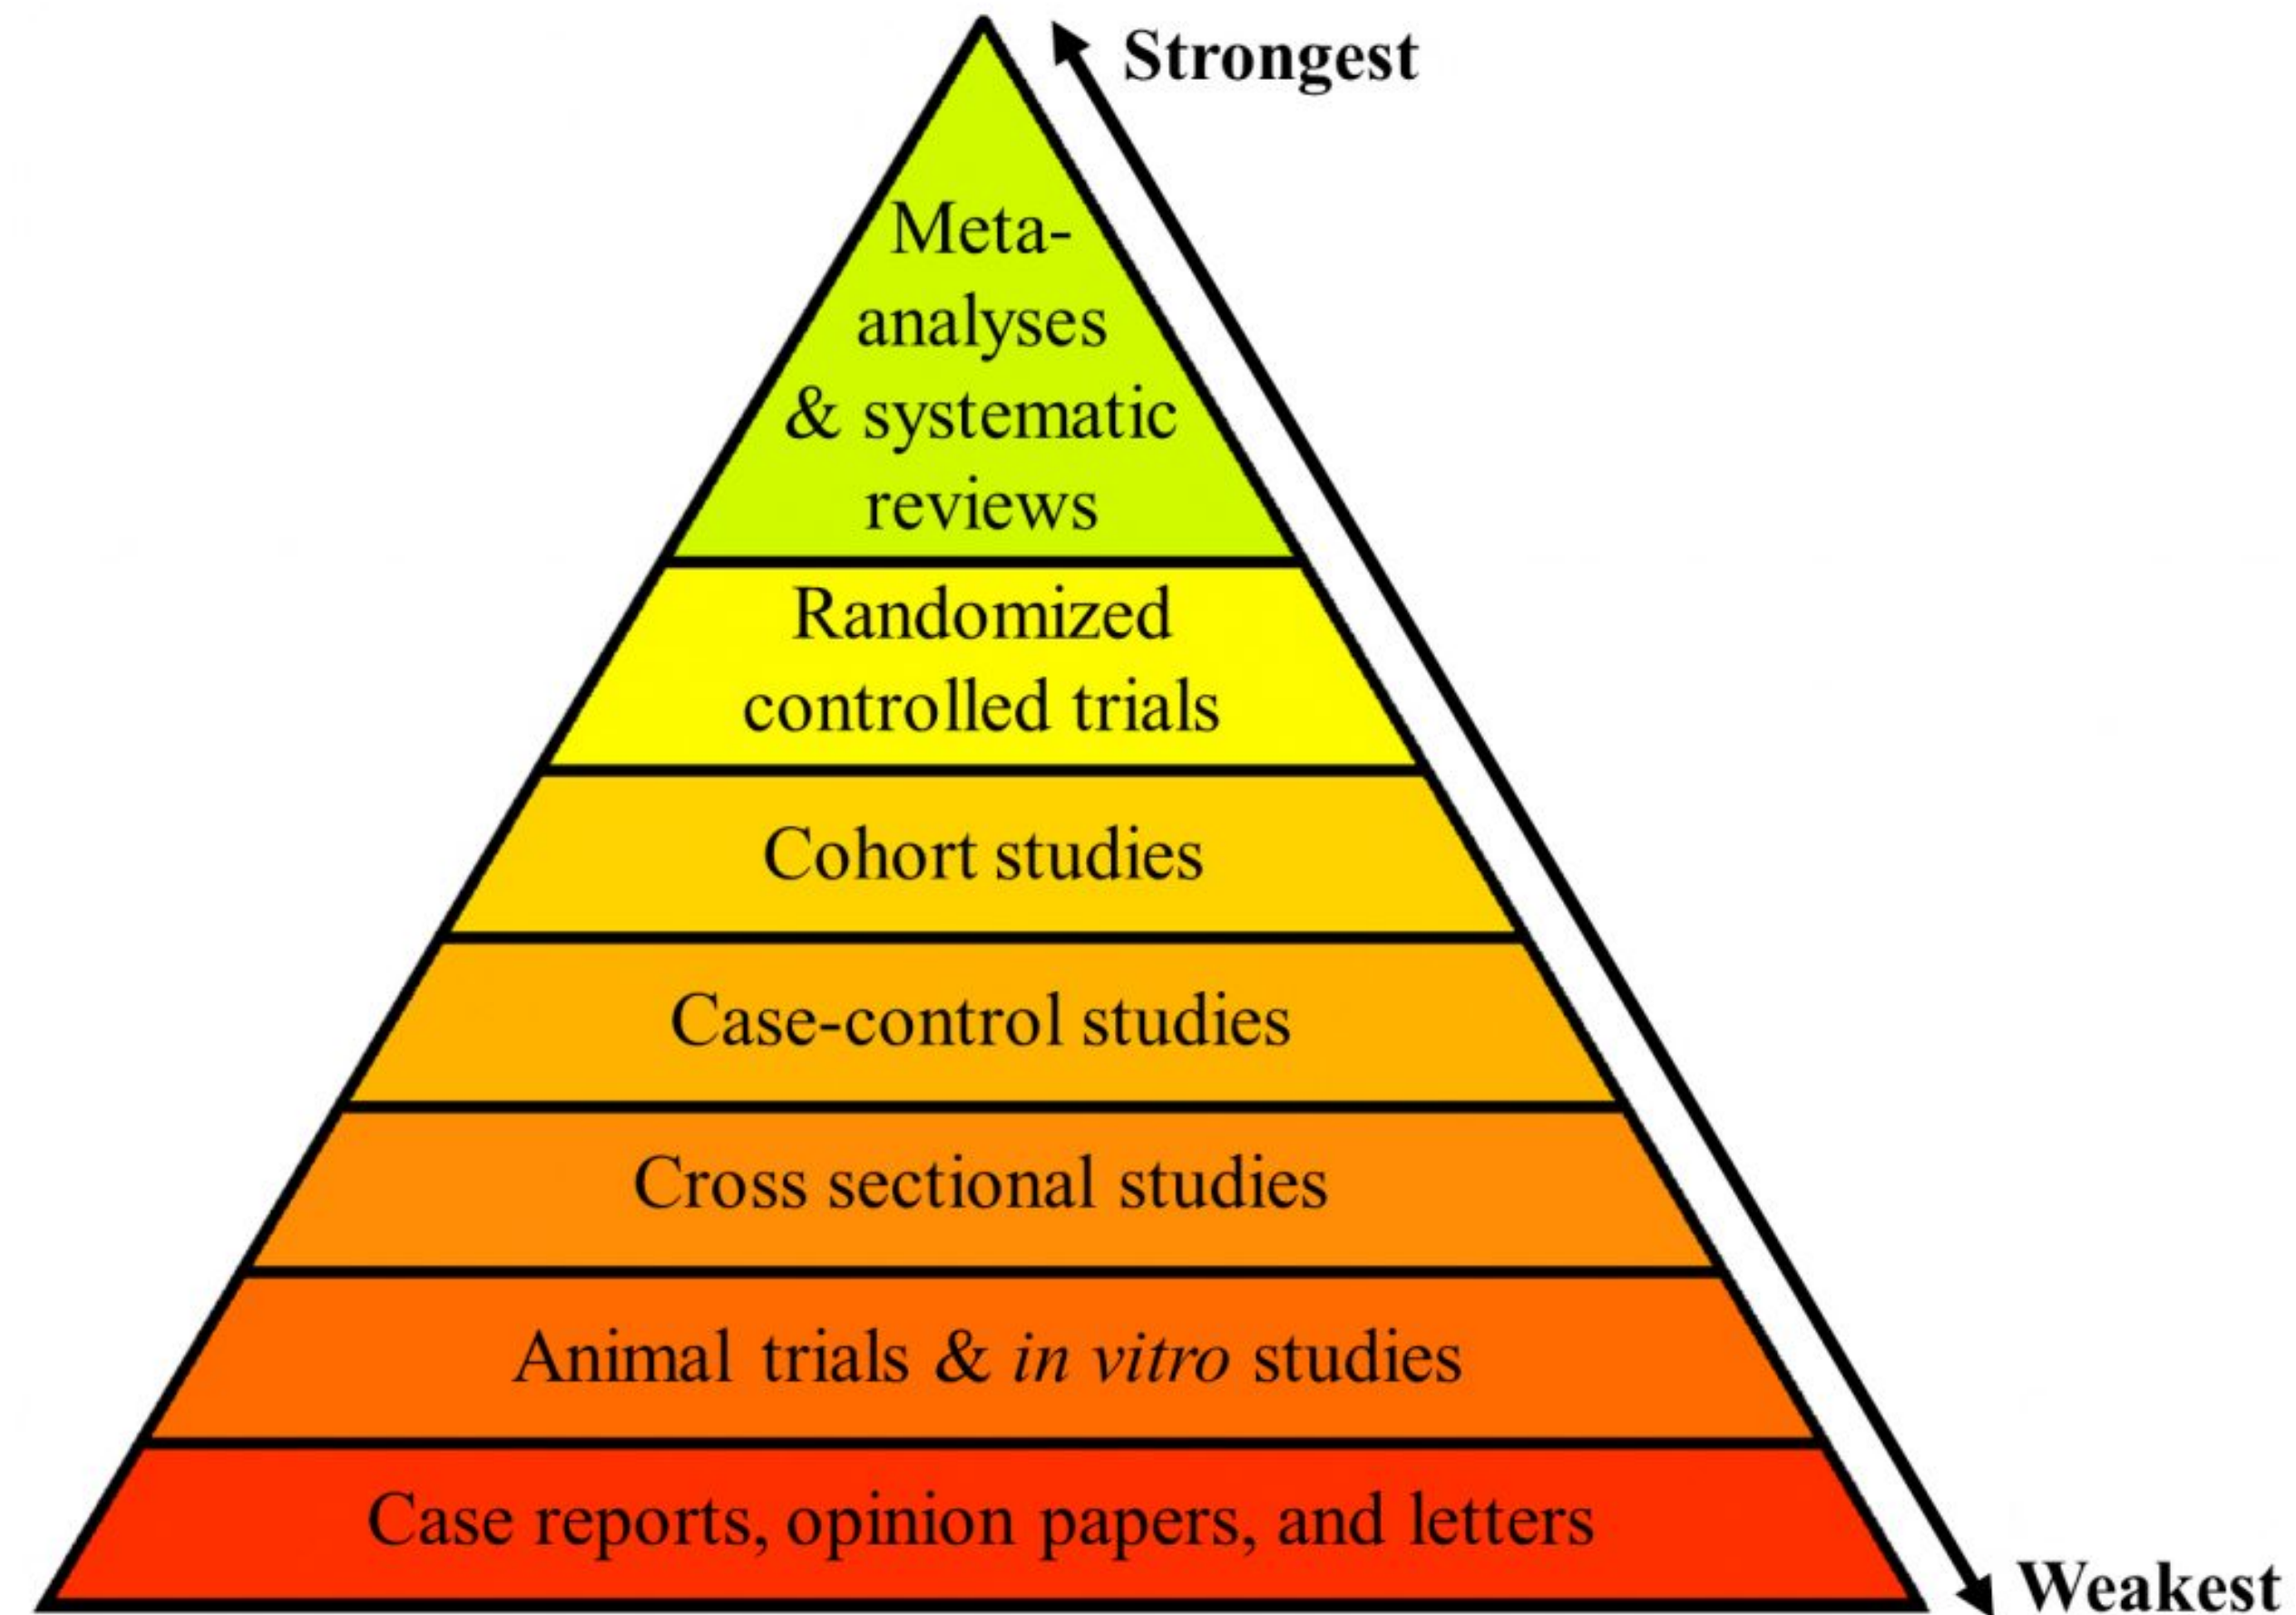 Strongest
Meta-
analyses
& systematic
reviews
Randomized
controlled trials
Cohort studies
Case-control studies
Cross sectional studies
Animal trials & in vitro studies
Case reports, opinion papers, and letters
Weakest